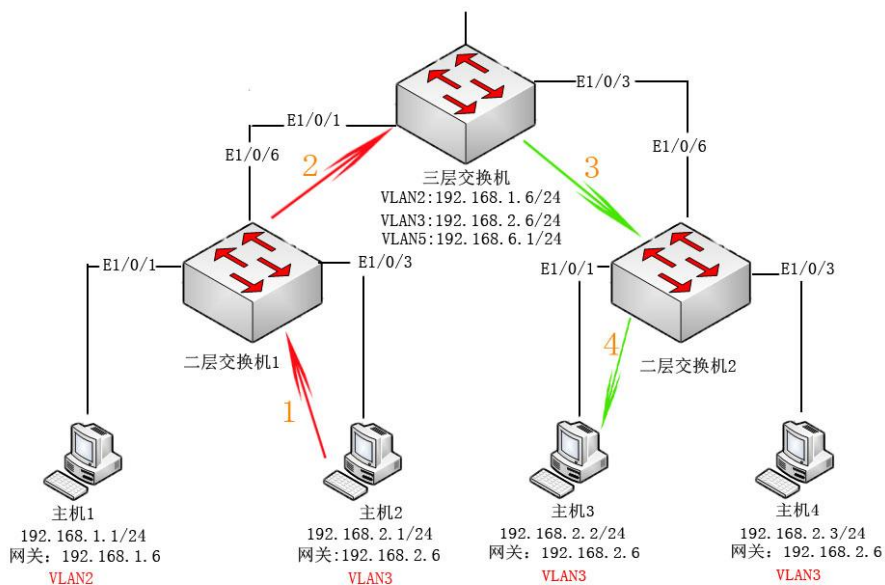 E1/0/3
E1/0/1
E1/0/6
2
E1/0/6
3
三层交换机
VLAN2:192.168.1.6/24
VLAN3:192.168.2.6/24
VLAN5:192.168.6.1/24
E1/0/1
E1/0/3
E1/0/1
E1/0/3
二层交换机1
4
二层交换机2
1
主机1
192.168.1.1/24
网关：192.168.1.6
VLAN2
主机2
192.168.2.1/24
网关:192.168.2.6
VLAN3
主机3
192.168.2.2/24
网关：192.168.2.6
VLAN3
主机4
192.168.2.3/24
网关：192.168.2.6
VLAN3